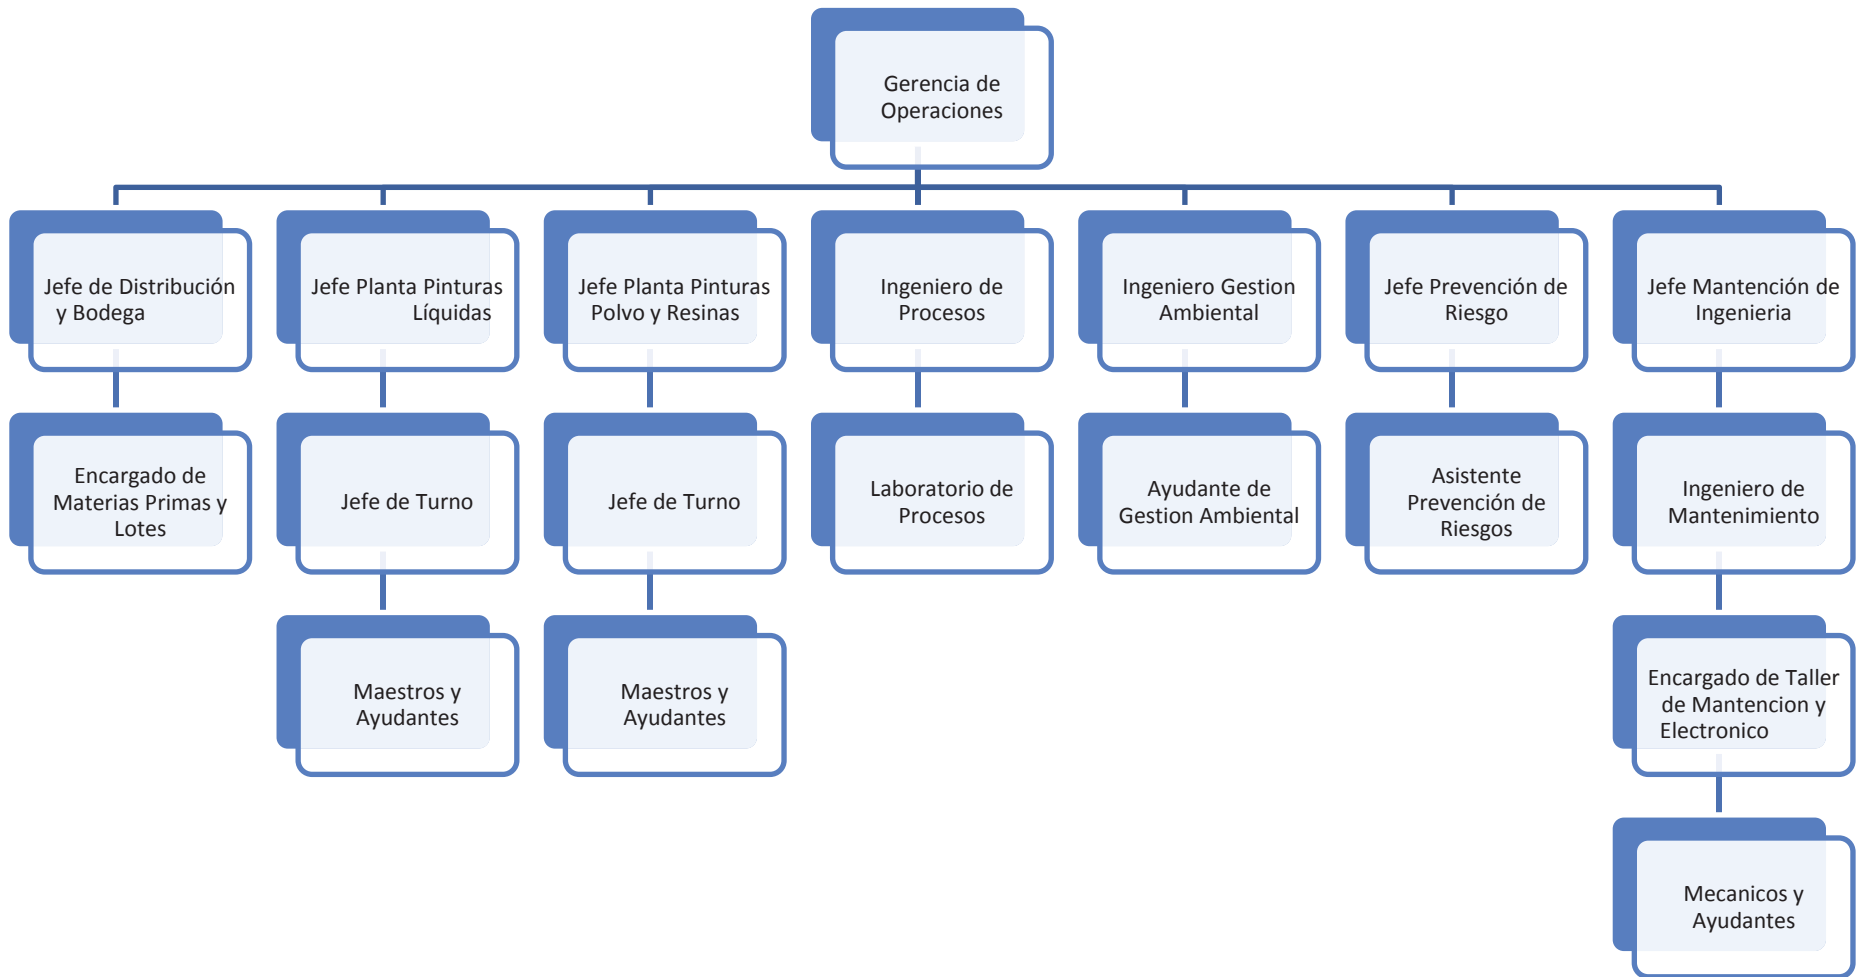 Gerencia de
Operaciones
Jefe de Distribución
y Bodega
Jefe Planta Pinturas
Líquidas
Jefe Planta Pinturas
Polvo y Resinas
Ingeniero de
Procesos
Ingeniero Gestion
Ambiental
Jefe Prevención de
Riesgo
Jefe Mantención de
Ingenieria
Encargado de
Materias Primas y
Lotes
Jefe de Turno
Jefe de Turno
Laboratorio de
Procesos
Ayudante de
Gestion Ambiental
Asistente
Prevención de
Riesgos
Ingeniero de
Mantenimiento
Maestros y
Ayudantes
Maestros y
Ayudantes
Encargado de Taller
de Mantencion y
Electronico
Mecanicos y
Ayudantes